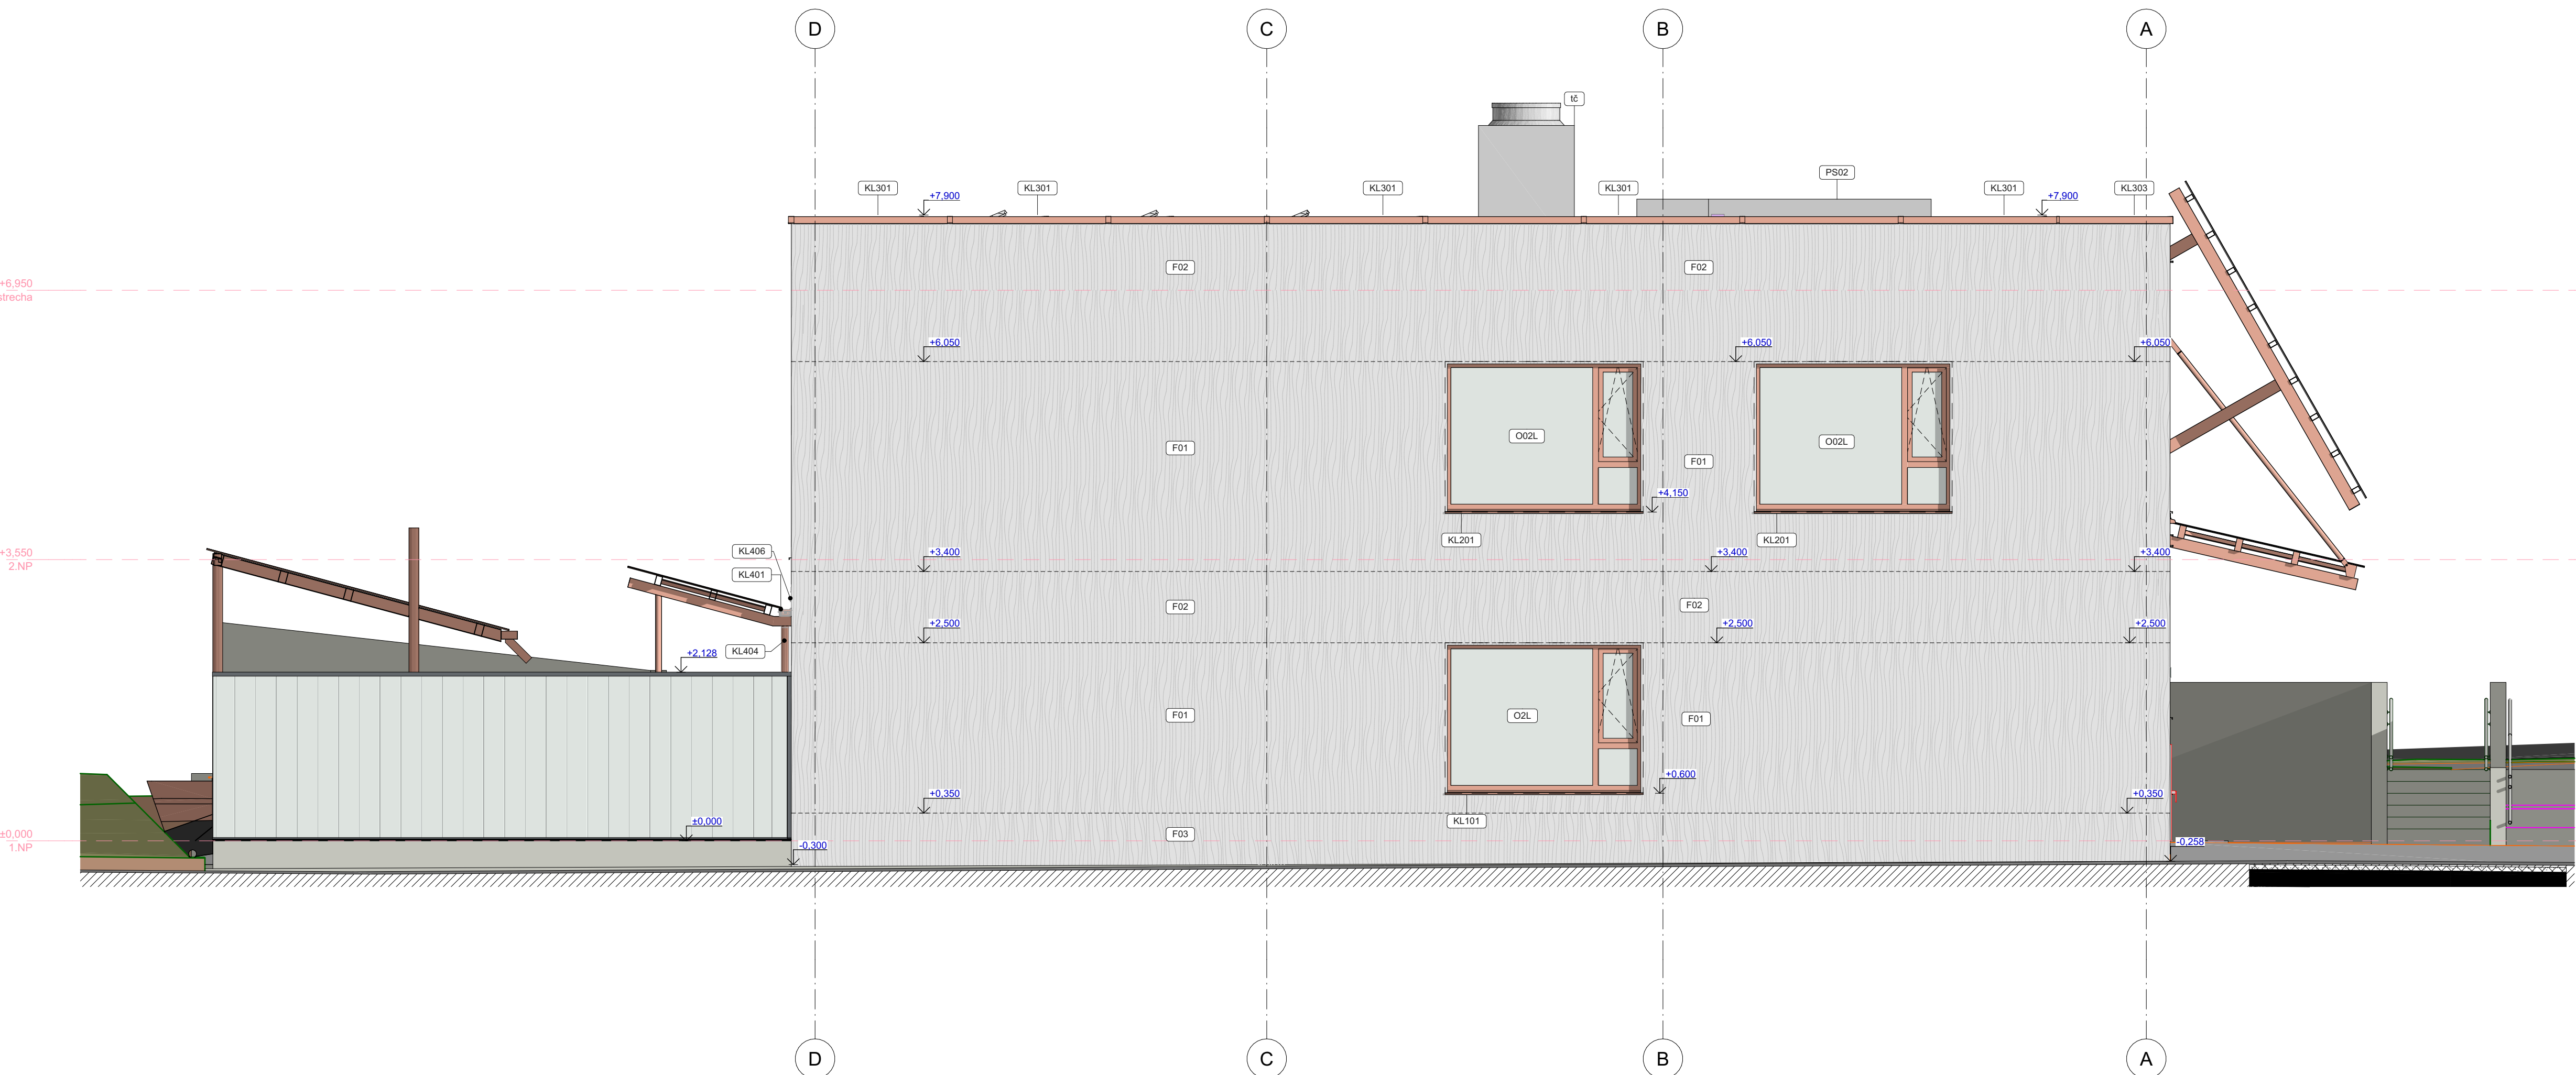 D
C
B
A
tč
PS02
KL301
KL301
KL301
KL301
KL301
KL303
+7,900
+7,900
F02
F02
+6,950
strecha
+6,050
+6,050
+6,050
O02L
O02L
F01
F01
+4,150
KL201
KL201
+3,550
2.NP
KL406
+3,400
+3,400
+3,400
KL401
F02
F02
+2,500
+2,500
+2,500
KL404
+2,128
F01
O2L
F01
+0,600
+0,350
+0,350
KL101
±0,000
±0,000
1.NP
F03
-0,300
-0,258
D
C
B
A